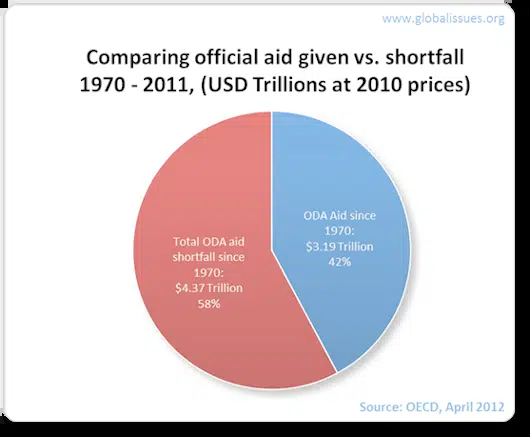 www.globalissues.org
Comparing official aid given vs. shortfall
1970 - 2011, (USD Trillions at 2010 prices)
ODA Aid since
1970:
$3.19 Trillion
42%
Total ODA aid
shortfall since
1970:
$4.37 Trillion
58%
Source: OECD, April 2012